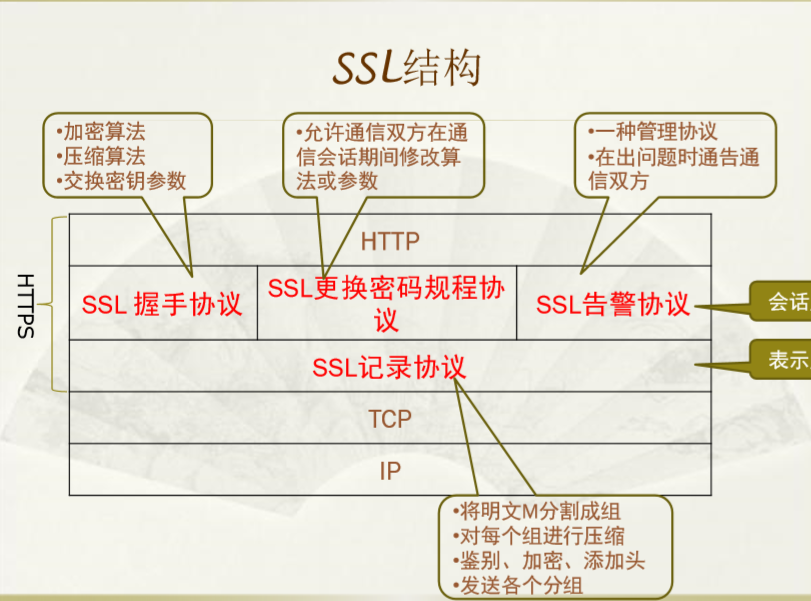 SSL结构
•加密算法
•压缩算法
•交换密钥参数
•允许通信双方在通
信会话期间修改算
法或参数
•一种管理协议
•在出问题时通告通
信双方
HTTPS
HTTP
SSL 握手协议
SSL更换密码规程协
议
SSL告警协议
会话
SSL记录协议
表示
TCP
IP
•将明文M分割成组
•对每个组进行压缩
•鉴别、加密、添加头
•发送各个分组